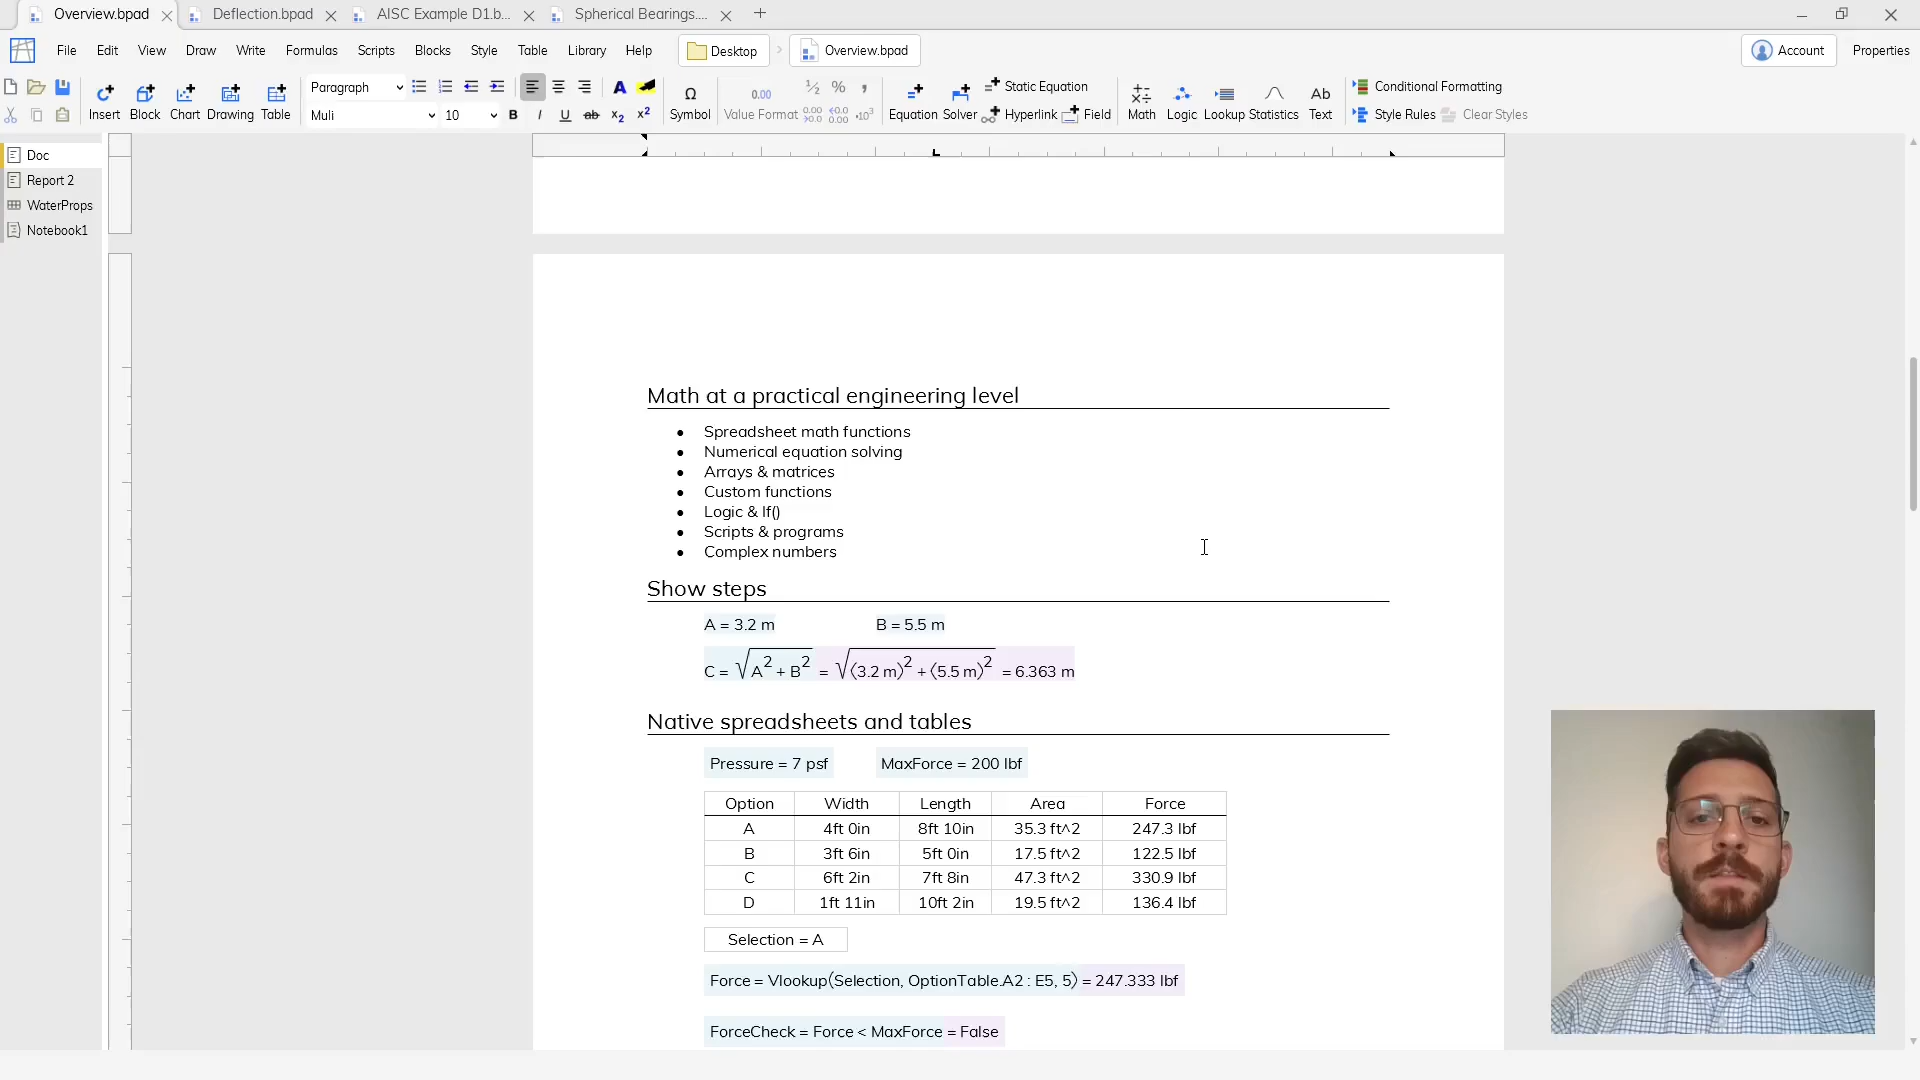 Overview.bpad
Deflection.bpad
AISC Example D1.b...
Spherical Bearings....
File Edit View Draw Write Formulas Scripts Blocks Style Table Library Help
Desktop
Overview.bpad
Account
Properties
Insert Block Chart Drawing Table
Paragraph
Muli
10
B I U ab x₂ x²
A
Ω
Symbol
0.00
Value Format
½ % ,
Equation Solver
Static Equation
Hyperlink
Field
Math Logic Lookup Statistics
Ab
Text
Conditional Formatting
Style Rules
Clear Styles
Doc
Report 2
WaterProps
Notebook1
Math at a practical engineering level
• Spreadsheet math functions
• Numerical equation solving
• Arrays & matrices
• Custom functions
• Logic & If()
• Scripts & programs
• Complex numbers
Show steps
A = 3.2 m B = 5.5 m
C = √(A² + B²) = √((3.2 m)² + (5.5 m)²) = 6.363 m
Native spreadsheets and tables
Pressure = 7 psf MaxForce = 200 lbf
Option Width Length Area Force
A 4ft 0in 8ft 10in 35.3 ft^2 247.3 lbf
B 3ft 6in 5ft 0in 17.5 ft^2 122.5 lbf
C 6ft 2in 7ft 8in 47.3 ft^2 330.9 lbf
D 1ft 11in 10ft 2in 19.5 ft^2 136.4 lbf
Selection = A
Force = Vlookup(Selection, OptionTable.A2 : E5, 5) = 247.333 lbf
ForceCheck = Force < MaxForce = False